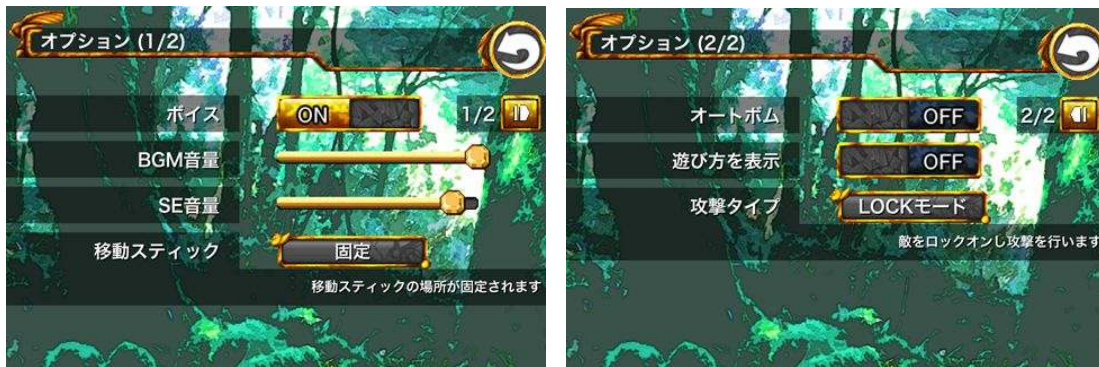 オプション (1/2)
ボイス
ON
1/2
BGM音量
SE音量
移動スティック
固定
移動スティックの場所が固定されます
オプション (2/2)
オートボム
OFF
2/2
遊び方を表示
OFF
攻撃タイプ
LOCKモード
敵をロックオンし攻撃を行います